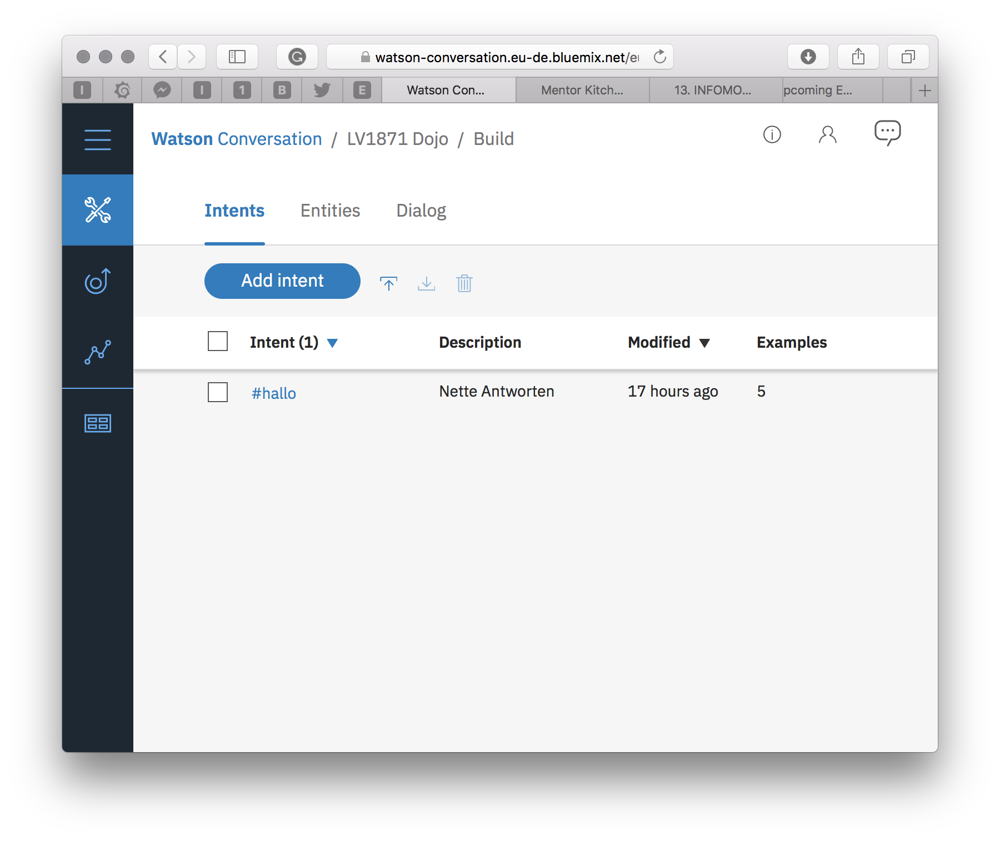 watson-conversation.eu-de.bluemix.net/e
I
I
1
B
E
Watson Con...
Mentor Kitch...
13. INFOMO...
pcoming E...
Watson Conversation / LV1871 Dojo / Build
Intents Entities Dialog
Add intent
Intent (1) Description Modified Examples
#hallo Nette Antworten 17 hours ago 5